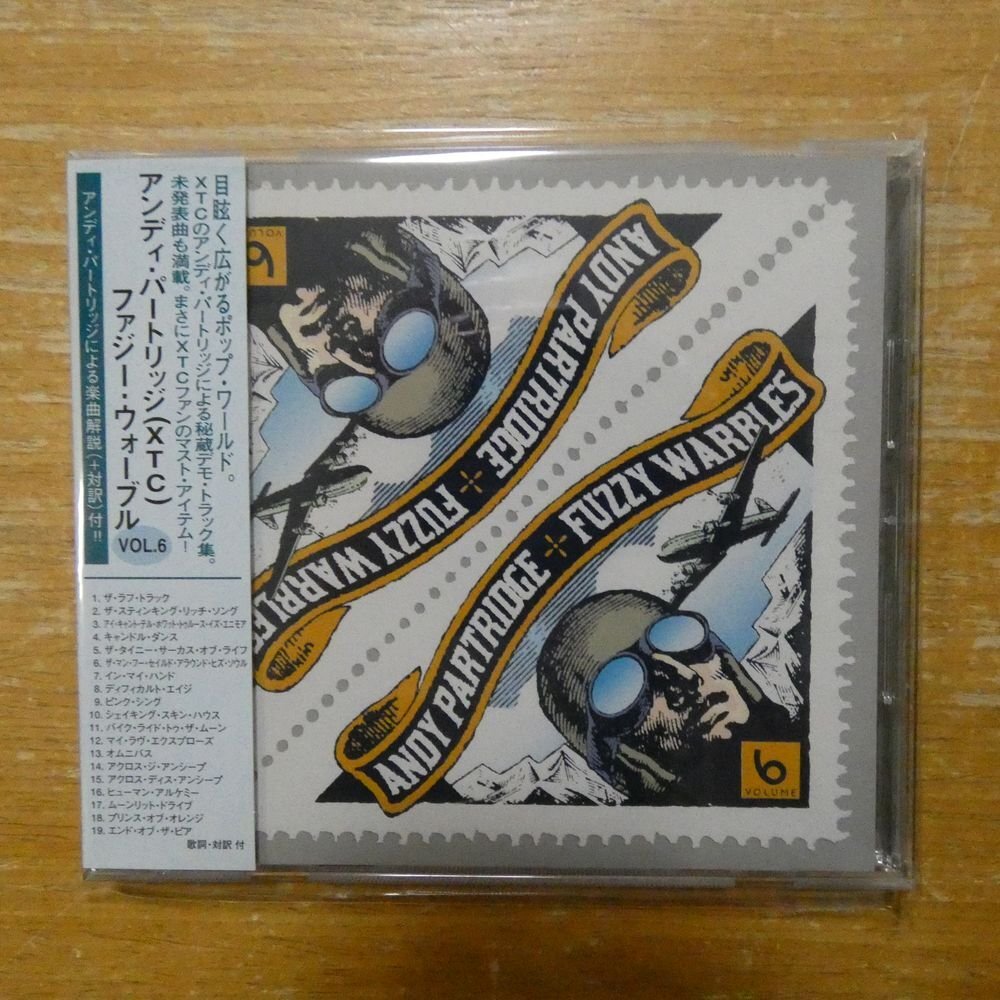 目眩く広がるポップ・ワールド。
XTCのアンディ・パートリッジによる秘蔵デモ・トラック集。
未発表曲も満載。まさにXTCファンのマスト・アイテム!
アンディ・パートリッジ(XTC)
ファジー・ウォーブル VOL.6
アンディ・パートリッジによる楽曲解説(+対訳)付!!
1. ザ・ラフ・トラック
2. ザ・スティンキング・リッチ・ソング
3. アイ・キャント・テル・ホワット・トゥルース・イズ・エニモア
4. キャンドル・ダンス
5. ザ・タイニー・サーカス・オブ・ライフ
6. ザ・マン・フー・セイルド・アラウンド・ヒズ・ソウル
7. イン・マイ・ハンド
8. ディフィカルト・エイジ
9. ピンク・シング
10. シェイキング・スキン・ハウス
11. バイク・ライド・トゥ・ザ・ムーン
12. マイ・ラヴ・エクスプローズ
13. オムニバス
14. アクロス・ジ・アンシーブ
15. アクロス・ディス・アンシーブ
16. ヒューマン・アルケミー
17. ムーンリット・ドライブ
18. プリンス・オブ・オレンジ
19. エンド・オブ・ザ・ピア
歌詞・対訳 付
6
VOLUM
ANDY PARTRIDGE FUZZY WARBLE
ANDY PARTRIDGE FUZZY WARBLES
6
VOLUME